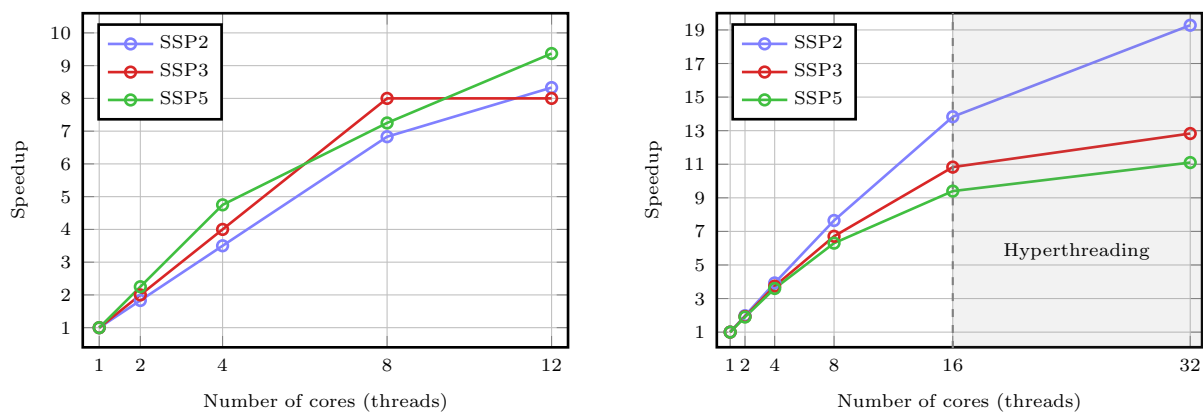 10
9
8
7
6
5
4
3
2
1
Speedup
SSP2
SSP3
SSP5
1 2 4 8 12
Number of cores (threads)
19
17
15
13
11
9
7
5
3
1
Speedup
SSP2
SSP3
SSP5
Hyperthreading
1 2 4 8 16 32
Number of cores (threads)